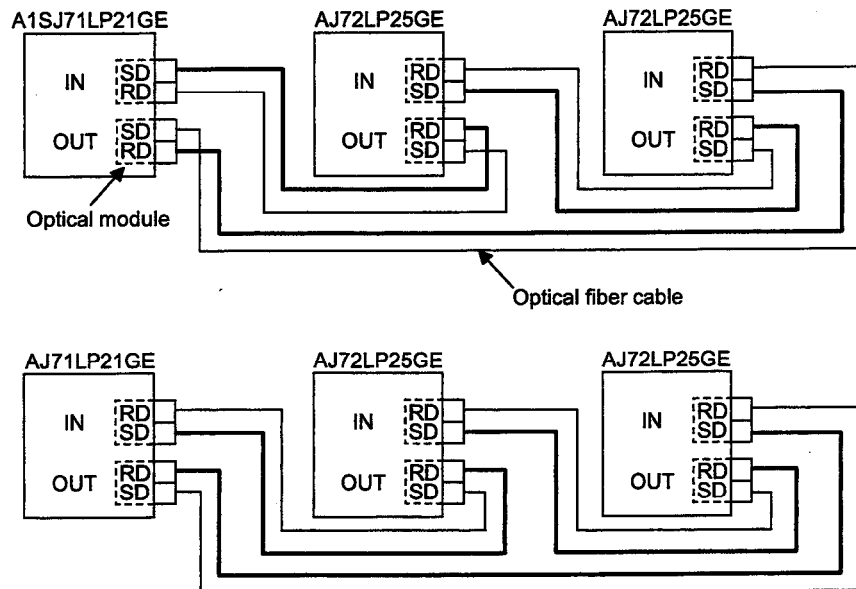 A1SJ71LP21GE
AJ72LP25GE
AJ72LP25GE
IN
SD
RD
OUT
SD
RD
IN
RD
SD
OUT
RD
SD
IN
RD
SD
OUT
RD
SD
Optical module
Optical fiber cable
AJ71LP21GE
AJ72LP25GE
AJ72LP25GE
IN
RD
SD
OUT
RD
SD
IN
RD
SD
OUT
RD
SD
IN
RD
SD
OUT
RD
SD